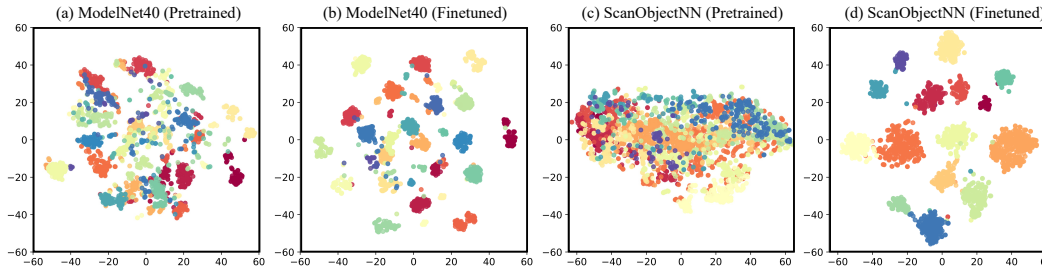 (a) ModelNet40 (Pretrained) (b) ModelNet40 (Finetuned) (c) ScanObjectNN (Pretrained) (d) ScanObjectNN (Finetuned)
60 60 60 60
40 40 40 40
20 20 20 20
0 0 0 0
−20 −20 −20 −20
−40 −40 −40 −40
−60 −60 −60 −60
−60 −40 −20 0 20 40 60 −60 −40 −20 0 20 40 60 −60 −40 −20 0 20 40 60 −60 −40 −20 0 20 40 60